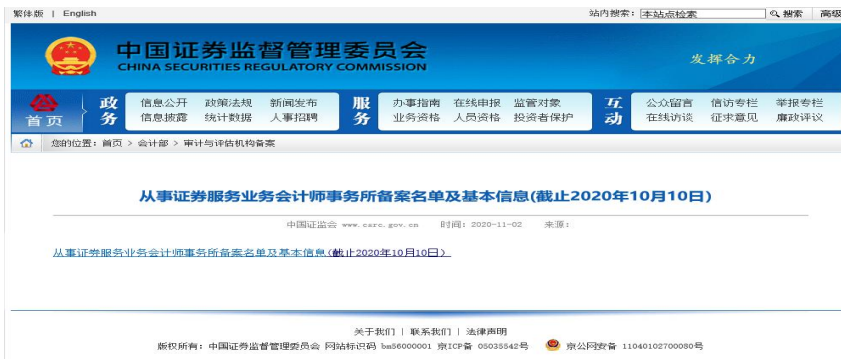 繁体版 | English 站内搜索: 本站点检索 搜索 高级
中国证券监督管理委员会
CHINA SECURITIES REGULATORY COMMISSION
发挥合力
首页
政务
信息公开 政策法规 新闻发布
信息披露 统计数据 人事招聘
服务
办事指南 在线申报 监管对象
业务资格 人员资格 投资者保护
互动
公众留言 信访专栏 举报专栏
在线访谈 征求意见 廉政评议
您的位置: 首页 > 会计部 > 审计与评估机构备案
从事证券服务业务会计师事务所备案名单及基本信息(截止2020年10月10日)
中国证监会 www.csrc.gov.cn 时间: 2020-11-02 来源:
从事证券服务业务会计师事务所备案名单及基本信息(截止2020年10月10日)
关于我们 | 联系我们 | 法律声明
版权所有: 中国证券监督管理委员会 网站标识码 bm56000001 京ICP备 05035542号 京公网安备 11040102700080号